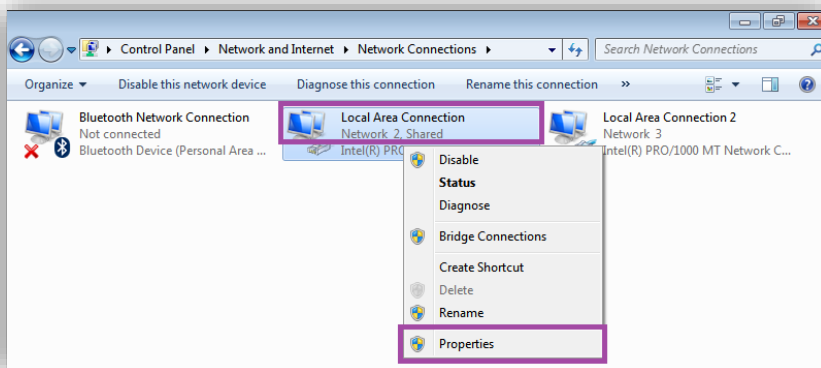 Control Panel Network and Internet Network Connections Search Network Connections
Organize Disable this network device Diagnose this connection Rename this connection »
Bluetooth Network Connection
Not connected
Bluetooth Device (Personal Area ...
Local Area Connection
Network 2, Shared
Intel(R) PRO
Local Area Connection 2
Network 3
Intel(R) PRO/1000 MT Network C...
Disable
Status
Diagnose
Bridge Connections
Create Shortcut
Delete
Rename
Properties